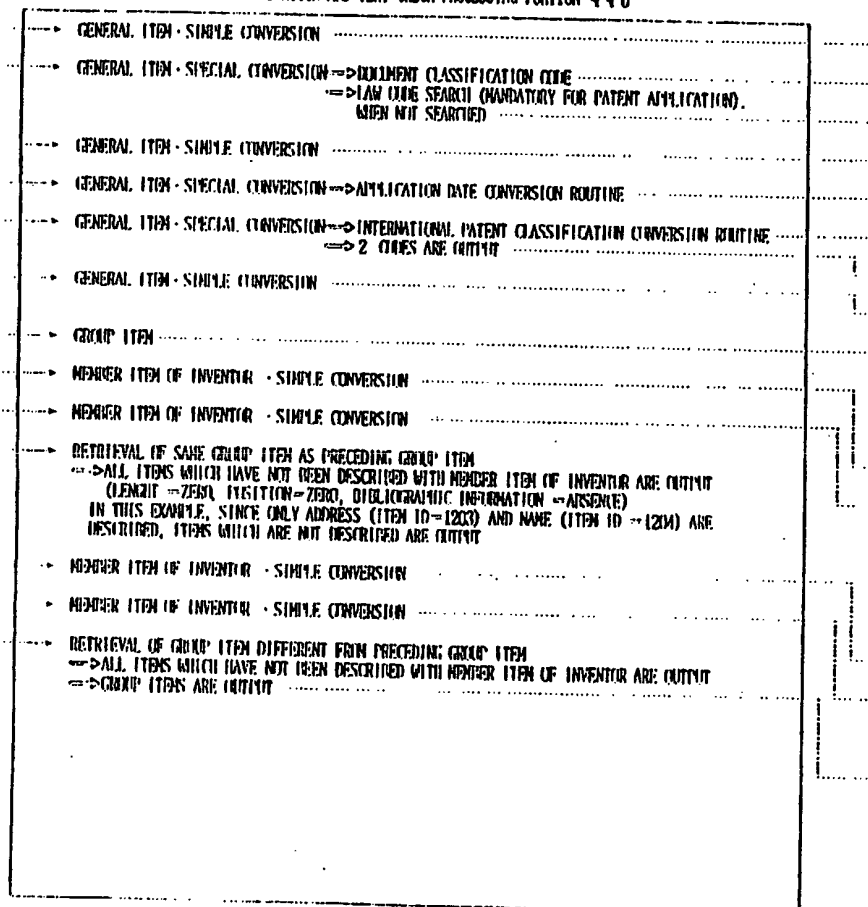 GENERAL ITEM · SIMPLE CONVERSION
GENERAL ITEM · SPECIAL CONVERSION =>DOCUMENT CLASSIFICATION CODE
=>LAW CODE SEARCH (MANDATORY FOR PATENT APPLICATION).
WHEN NOT SEARCHED
GENERAL ITEM · SIMPLE CONVERSION
GENERAL ITEM · SPECIAL CONVERSION=>APPLICATION DATE CONVERSION ROUTINE
GENERAL ITEM · SPECIAL CONVERSION=>INTERNATIONAL PATENT CLASSIFICATION CONVERSION ROUTINE
=>2 CODES ARE OUTPUT
GENERAL ITEM · SIMPLE CONVERSION
GROUP ITEM
MEMBER ITEM OF INVENTOR · SIMPLE CONVERSION
MEMBER ITEM OF INVENTOR · SIMPLE CONVERSION
RETRIEVAL OF SAME GROUP ITEM AS PRECEDING GROUP ITEM
=>ALL ITEMS WHICH HAVE NOT BEEN DESCRIBED WITH MEMBER ITEM OF INVENTOR ARE OUTPUT
(LENGHT =ZERO, POSITION=ZERO, BIBLIOGRAPHIC INFORMATION =ABSENCE)
IN THIS EXAMPLE, SINCE ONLY ADDRESS (ITEM ID=1203) AND NAME (ITEM ID =1204) ARE
DESCRIBED, ITEMS WHICH ARE NOT DESCRIBED ARE OUTPUT
MEMBER ITEM OF INVENTOR · SIMPLE CONVERSION
MEMBER ITEM OF INVENTOR · SIMPLE CONVERSION
RETRIEVAL OF GROUP ITEM DIFFERENT FROM PRECEDING GROUP ITEM
=>ALL ITEMS WHICH HAVE NOT BEEN DESCRIBED WITH MEMBER ITEM OF INVENTOR ARE OUTPUT
=>GROUP ITEMS ARE OUTPUT